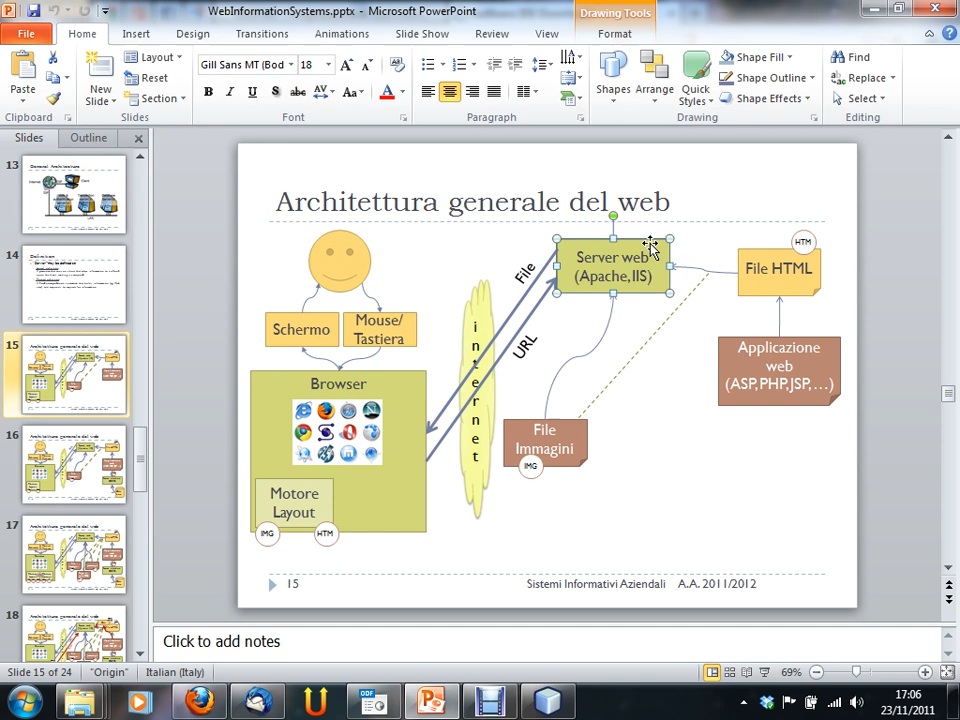 WebInformationSystems.pptx - Microsoft PowerPoint
Drawing Tools
File Home Insert Design Transitions Animations Slide Show Review View Format
Paste
New
Slide
Layout
Reset
Section
Gill Sans MT (Bod 18
B I U S abc AV Aa A
Shapes
Arrange
Quick
Styles
Shape Fill
Shape Outline
Shape Effects
Find
Replace
Select
Clipboard Slides Font Paragraph Drawing Editing
Slides Outline
13
14
15
16
17
18
Architettura generale del web
Server web
(Apache,IIS)
HTM
File HTML
File
URL
Schermo
Mouse/
Tastiera
internet
Browser
Applicazione
web
(ASP,PHP,JSP,...)
File
Immagini
IMG
Motore
Layout
IMG
HTM
15
Sistemi Informativi Aziendali A.A. 2011/2012
Click to add notes
Slide 15 of 24 "Origin" Italian (Italy) 69%
ODF
17:06
23/11/2011